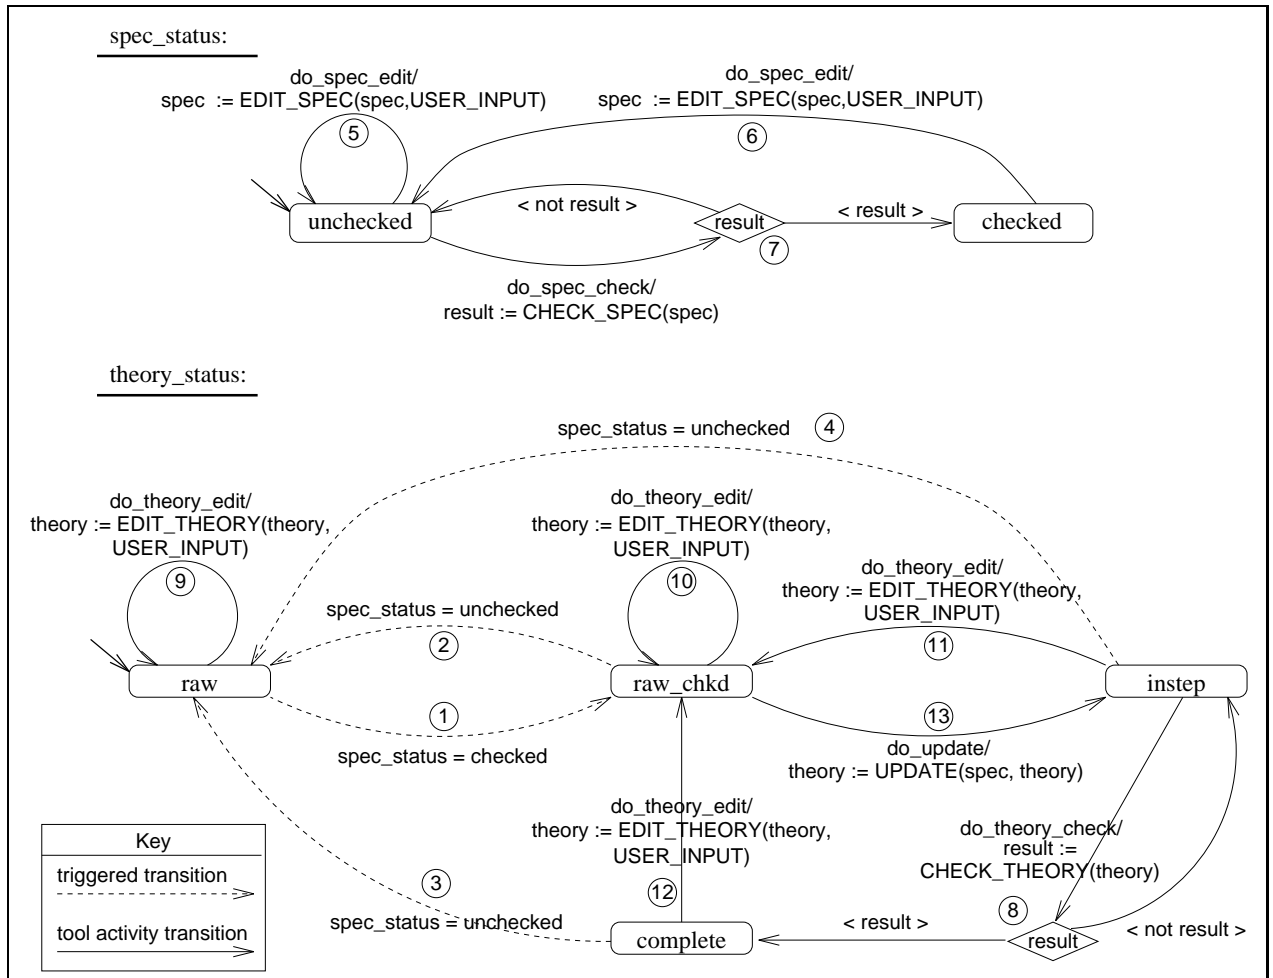 spec_status:
do_spec_edit/
spec := EDIT_SPEC(spec,USER_INPUT)
5
do_spec_edit/
spec := EDIT_SPEC(spec,USER_INPUT)
6
unchecked
< not result >
result
7
< result >
checked
do_spec_check/
result := CHECK_SPEC(spec)
theory_status:
spec_status = unchecked
4
do_theory_edit/
theory := EDIT_THEORY(theory,
USER_INPUT)
9
do_theory_edit/
theory := EDIT_THEORY(theory,
USER_INPUT)
10
do_theory_edit/
theory := EDIT_THEORY(theory,
USER_INPUT)
11
spec_status = unchecked
2
raw
raw_chkd
instep
1
spec_status = checked
13
do_update/
theory := UPDATE(spec, theory)
do_theory_edit/
theory := EDIT_THEORY(theory,
USER_INPUT)
12
do_theory_check/
result :=
CHECK_THEORY(theory)
8
Key
triggered transition
tool activity transition
3
spec_status = unchecked
complete
< result >
result
< not result >